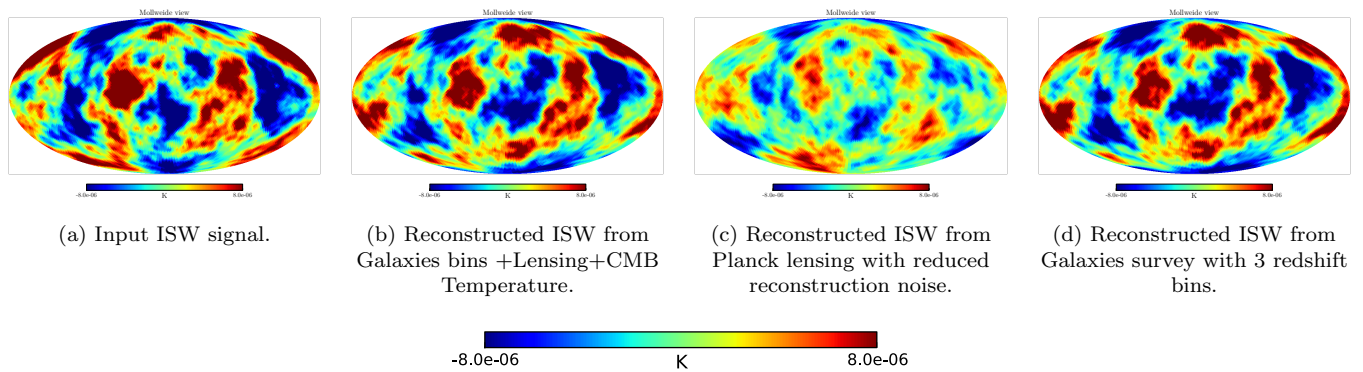 Mollweide view
Mollweide view
Mollweide view
Mollweide view
-8.0e-06 K 8.0e-06
-8.0e-06 K 8.0e-06
-8.0e-06 K 8.0e-06
-8.0e-06 K 8.0e-06
(a) Input ISW signal.
(b) Reconstructed ISW from
Galaxies bins +Lensing+CMB
Temperature.
(c) Reconstructed ISW from
Planck lensing with reduced
reconstruction noise.
(d) Reconstructed ISW from
Galaxies survey with 3 redshift
bins.
-8.0e-06 K 8.0e-06